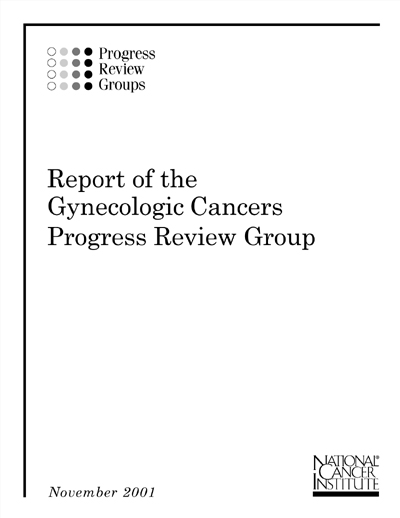 Progress
Review
Groups
Report of the
Gynecologic Cancers
Progress Review Group
NATIONAL®
CANCER
INSTITUTE
November 2001